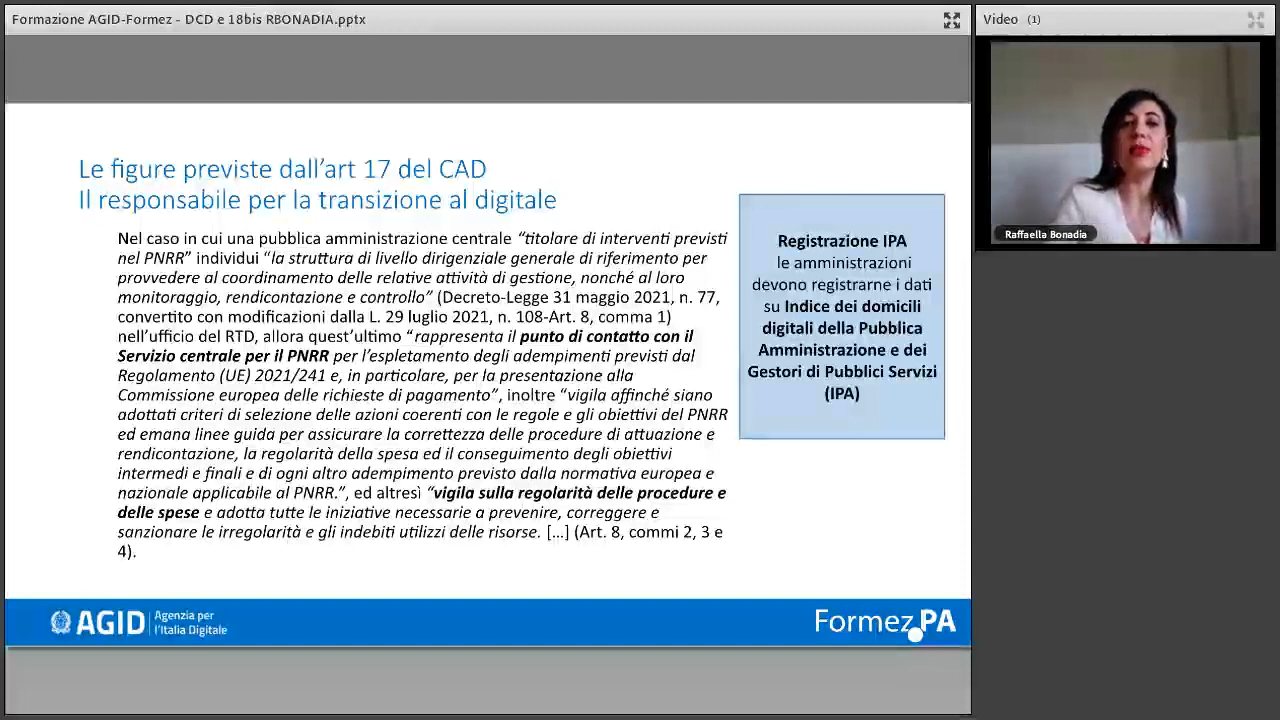 Formazione AGID-Formez - DCD e 18bis RBONADIA.pptx
Video (1)
Raffaella Bonadia
Le figure previste dall’art 17 del CAD
Il responsabile per la transizione al digitale
Nel caso in cui una pubblica amministrazione centrale “titolare di interventi previsti
nel PNRR” individui “la struttura di livello dirigenziale generale di riferimento per
provvedere al coordinamento delle relative attività di gestione, nonché al loro
monitoraggio, rendicontazione e controllo” (Decreto-Legge 31 maggio 2021, n. 77,
convertito con modificazioni dalla L. 29 luglio 2021, n. 108-Art. 8, comma 1)
nell’ufficio del RTD, allora quest’ultimo “rappresenta il punto di contatto con il
Servizio centrale per il PNRR per l’espletamento degli adempimenti previsti dal
Regolamento (UE) 2021/241 e, in particolare, per la presentazione alla
Commissione europea delle richieste di pagamento”, inoltre “vigila affinché siano
adottati criteri di selezione delle azioni coerenti con le regole e gli obiettivi del PNRR
ed emana linee guida per assicurare la correttezza delle procedure di attuazione e
rendicontazione, la regolarità della spesa ed il conseguimento degli obiettivi
intermedi e finali e di ogni altro adempimento previsto dalla normativa europea e
nazionale applicabile al PNRR.”, ed altresì “vigila sulla regolarità delle procedure e
delle spese e adotta tutte le iniziative necessarie a prevenire, correggere e
sanzionare le irregolarità e gli indebiti utilizzi delle risorse. [...] (Art. 8, commi 2, 3 e
4).
Registrazione IPA
le amministrazioni
devono registrarne i dati
su Indice dei domicili
digitali della Pubblica
Amministrazione e dei
Gestori di Pubblici Servizi
(IPA)
AGID
Agenzia per
l’Italia Digitale
Formez PA